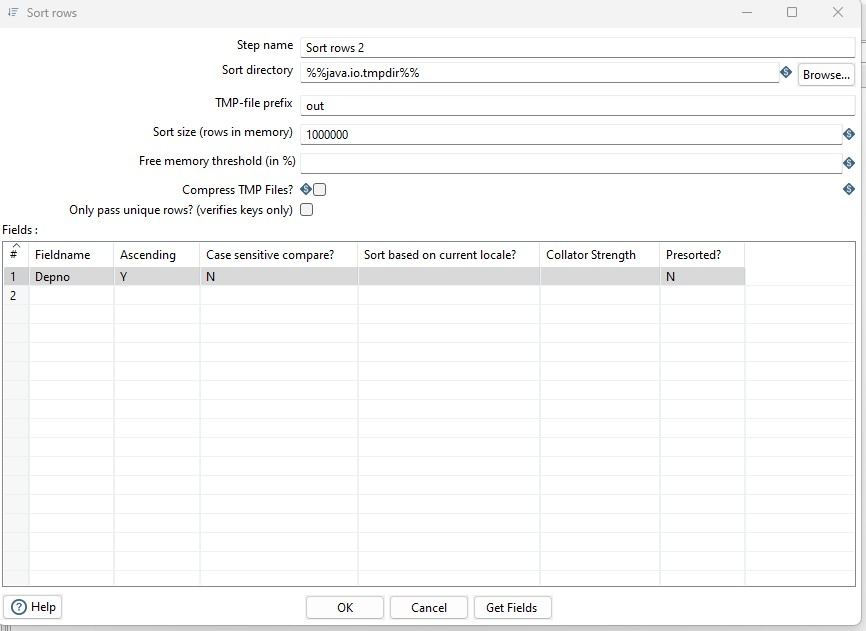 Sort rows
Step name Sort rows 2
Sort directory %%java.io.tmpdir%% Browse...
TMP-file prefix out
Sort size (rows in memory) 1000000
Free memory threshold (in %)
Compress TMP Files?
Only pass unique rows? (verifies keys only)
Fields :
# Fieldname Ascending Case sensitive compare? Sort based on current locale? Collator Strength Presorted?
1 Depno Y N N
2
Help OK Cancel Get Fields